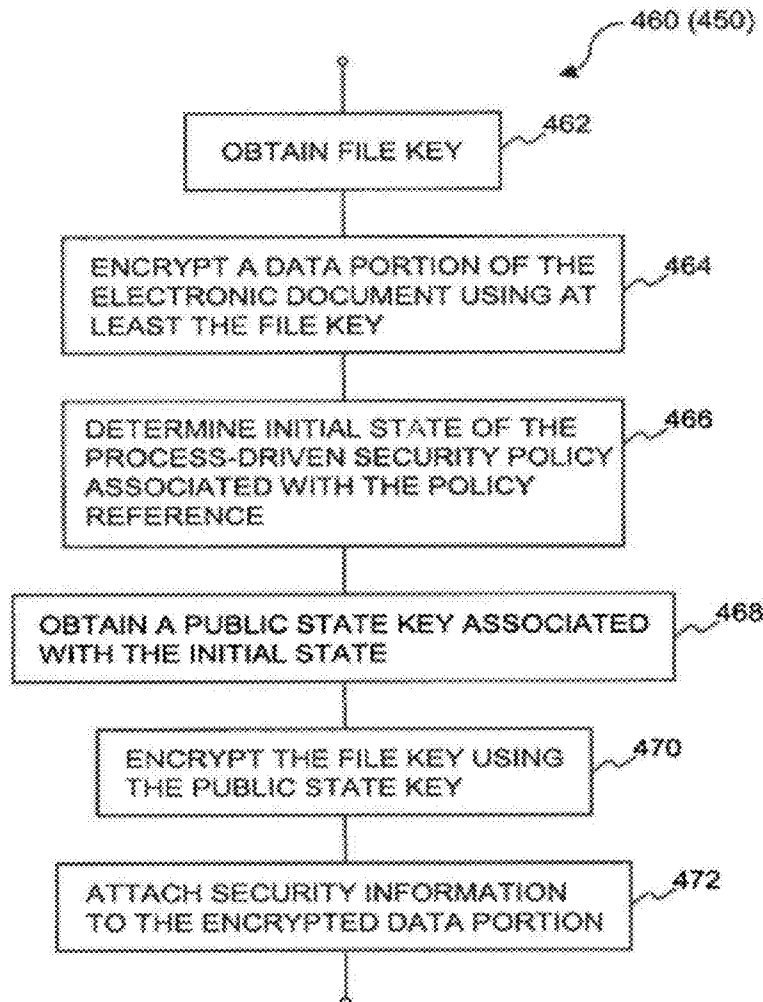 460 (450)
OBTAIN FILE KEY
462
ENCRYPT A DATA PORTION OF THE
ELECTRONIC DOCUMENT USING AT
LEAST THE FILE KEY
464
DETERMINE INITIAL STATE OF THE
PROCESS-DRIVEN SECURITY POLICY
ASSOCIATED WITH THE POLICY
REFERENCE
466
OBTAIN A PUBLIC STATE KEY ASSOCIATED
WITH THE INITIAL STATE
468
ENCRYPT THE FILE KEY USING
THE PUBLIC STATE KEY
470
ATTACH SECURITY INFORMATION
TO THE ENCRYPTED DATA PORTION
472